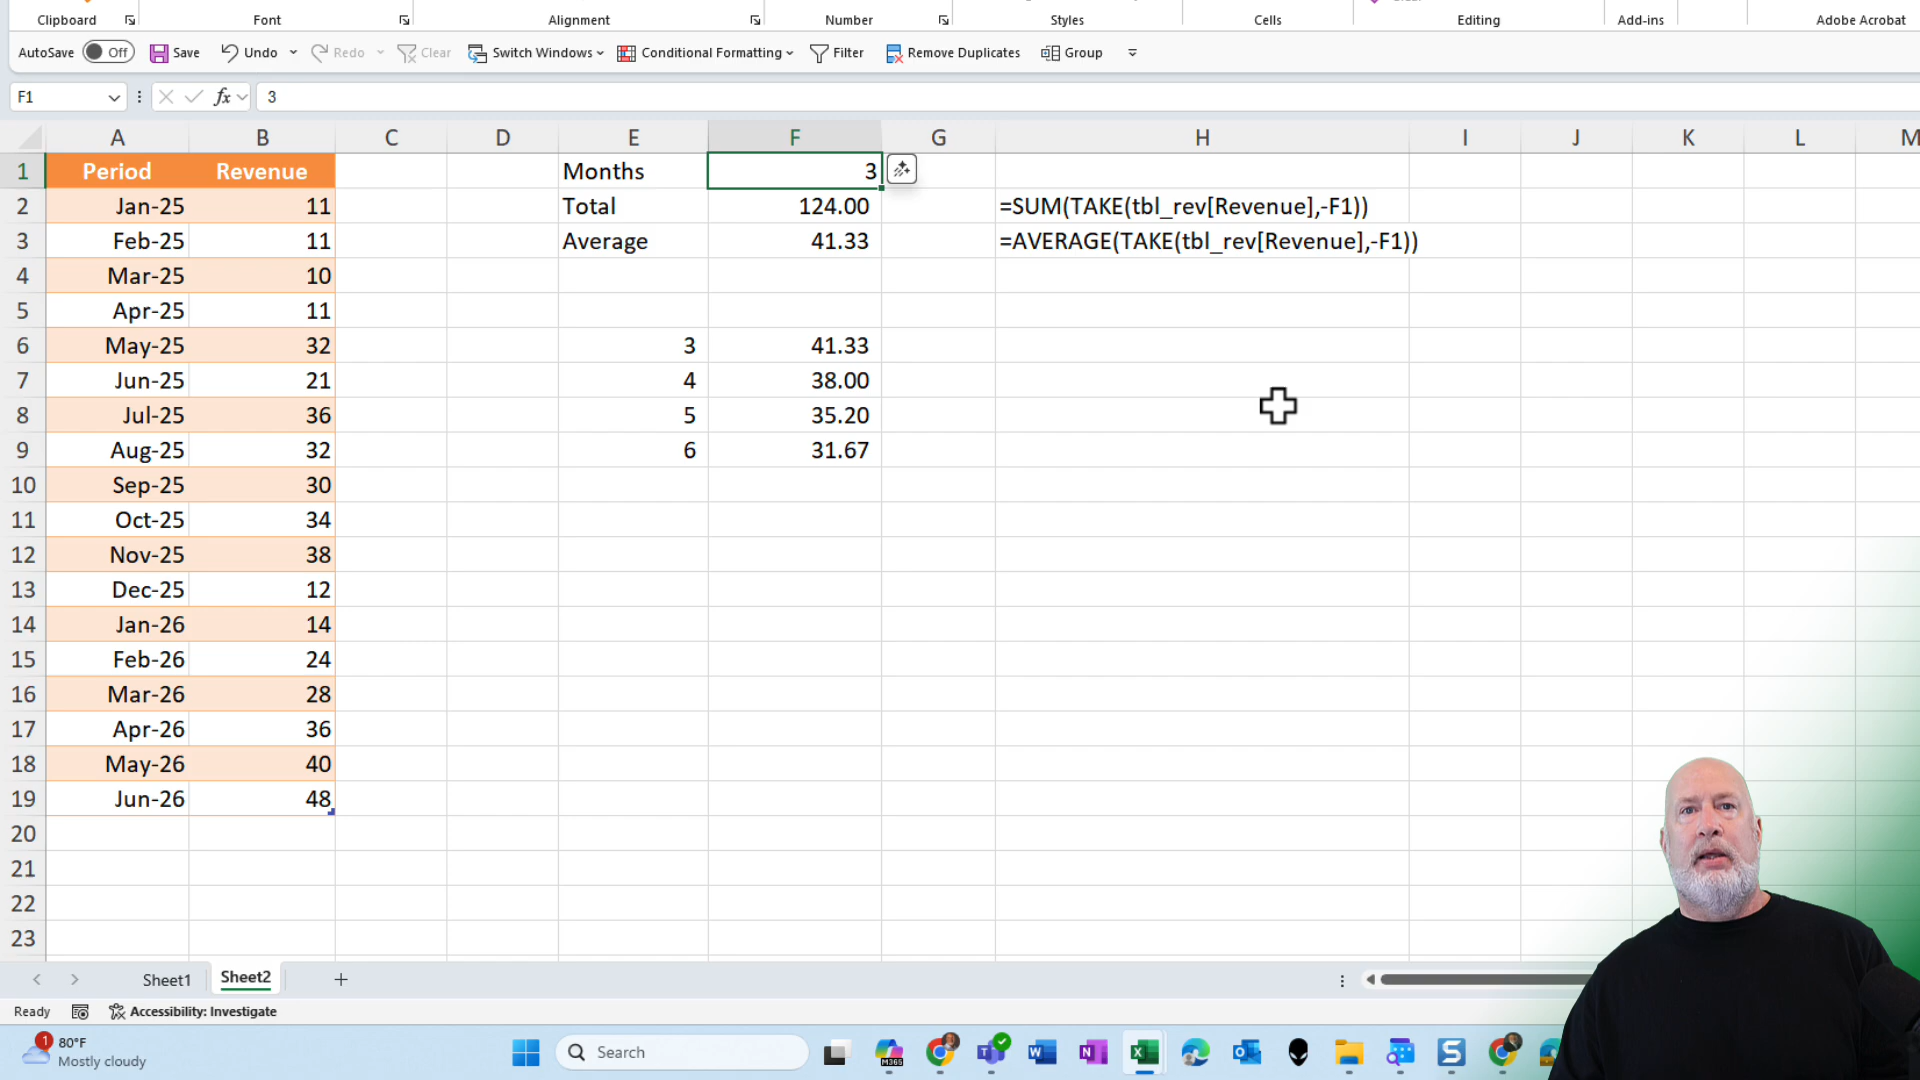 Clipboard Font Alignment Number Styles Cells Editing Add-ins Adobe Acrobat
AutoSave Off Save Undo Redo Clear Switch Windows Conditional Formatting Filter Remove Duplicates Group
F1 fx 3
A B C D E F G H I J K L M
1 Period Revenue Months 3
2 Jan-25 11 Total 124.00 =SUM(TAKE(tbl_rev[Revenue],-F1))
3 Feb-25 11 Average 41.33 =AVERAGE(TAKE(tbl_rev[Revenue],-F1))
4 Mar-25 10
5 Apr-25 11
6 May-25 32 3 41.33
7 Jun-25 21 4 38.00
8 Jul-25 36 5 35.20
9 Aug-25 32 6 31.67
10 Sep-25 30
11 Oct-25 34
12 Nov-25 38
13 Dec-25 12
14 Jan-26 14
15 Feb-26 24
16 Mar-26 28
17 Apr-26 36
18 May-26 40
19 Jun-26 48
20
21
22
23
Sheet1 Sheet2
Ready Accessibility: Investigate
1 80°F
Mostly cloudy
Search
M365